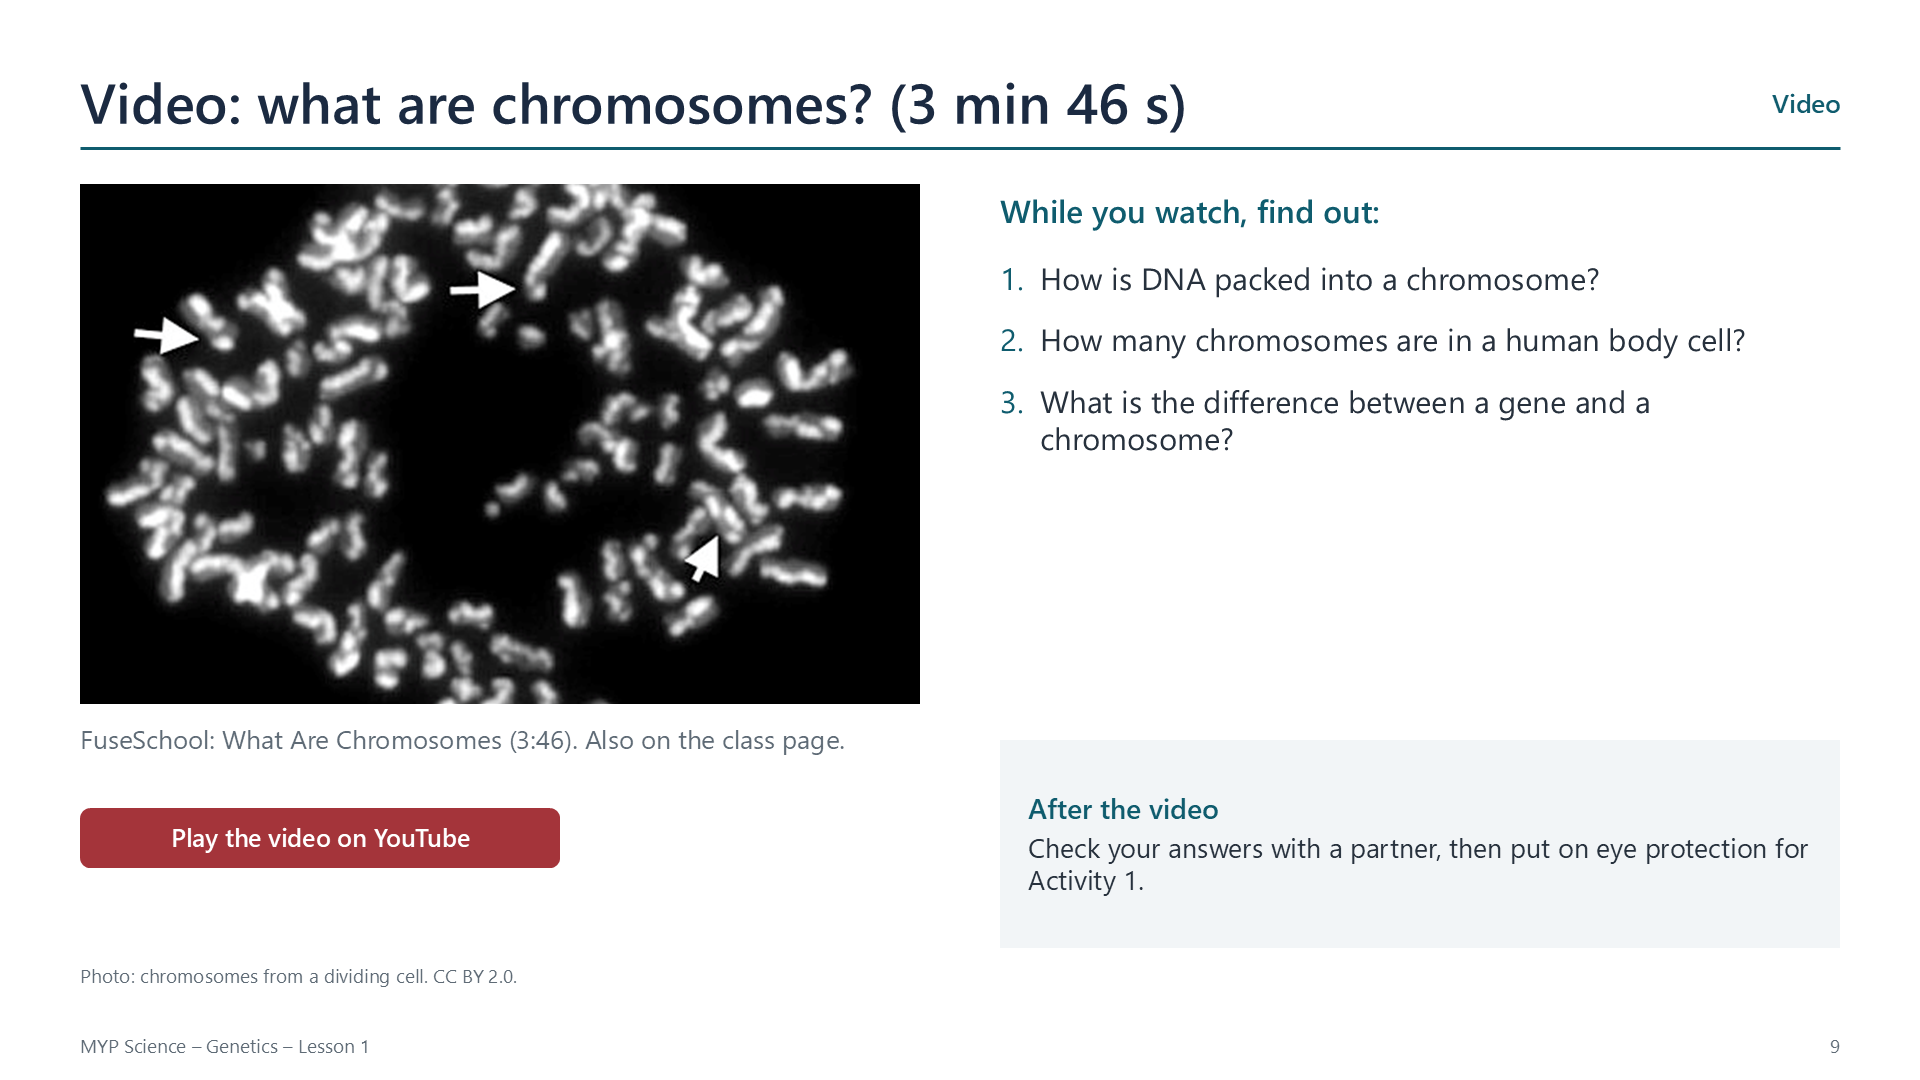 Video: what are chromosomes? (3 min 46 s)
Video
While you watch, find out:
1. How is DNA packed into a chromosome?
2. How many chromosomes are in a human body cell?
3. What is the difference between a gene and a
chromosome?
FuseSchool: What Are Chromosomes (3:46). Also on the class page.
Play the video on YouTube
After the video
Check your answers with a partner, then put on eye protection for
Activity 1.
Photo: chromosomes from a dividing cell. CC BY 2.0.
MYP Science – Genetics – Lesson 1
9